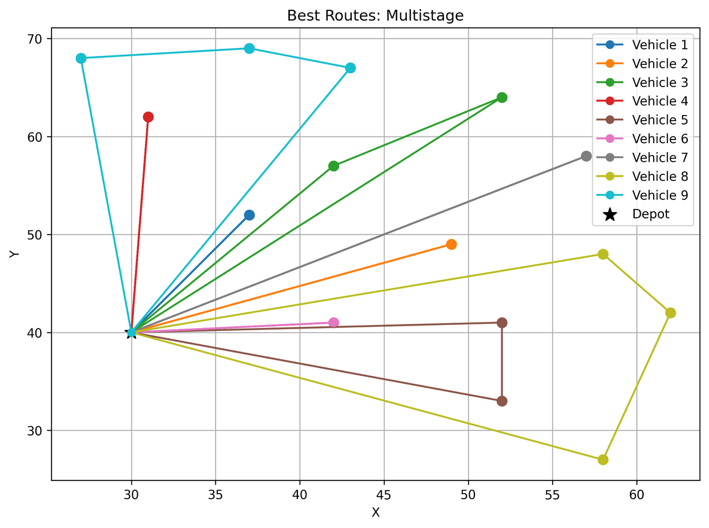 Best Routes: Multistage
70
60
50
40
30
Y
30
35
40
45
50
55
60
X
Vehicle 1
Vehicle 2
Vehicle 3
Vehicle 4
Vehicle 5
Vehicle 6
Vehicle 7
Vehicle 8
Vehicle 9
Depot